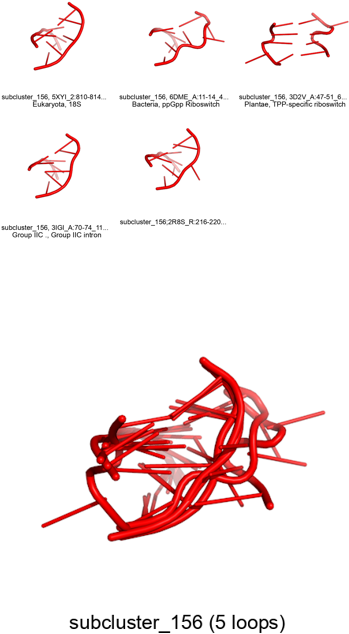 subcluster_156, 5XYI_2:810-814...
Eukaryota, 18S
subcluster_156, 6DME_A:11-14_4...
Bacteria, ppGpp Riboswitch
subcluster_156, 3D2V_A:47-51_6...
Plantae, TPP-specific riboswitch
subcluster_156, 3IGI_A:70-74_11...
Group IIC ., Group IIC intron
subcluster_156;2R8S_R:216-220...
subcluster_156 (5 loops)